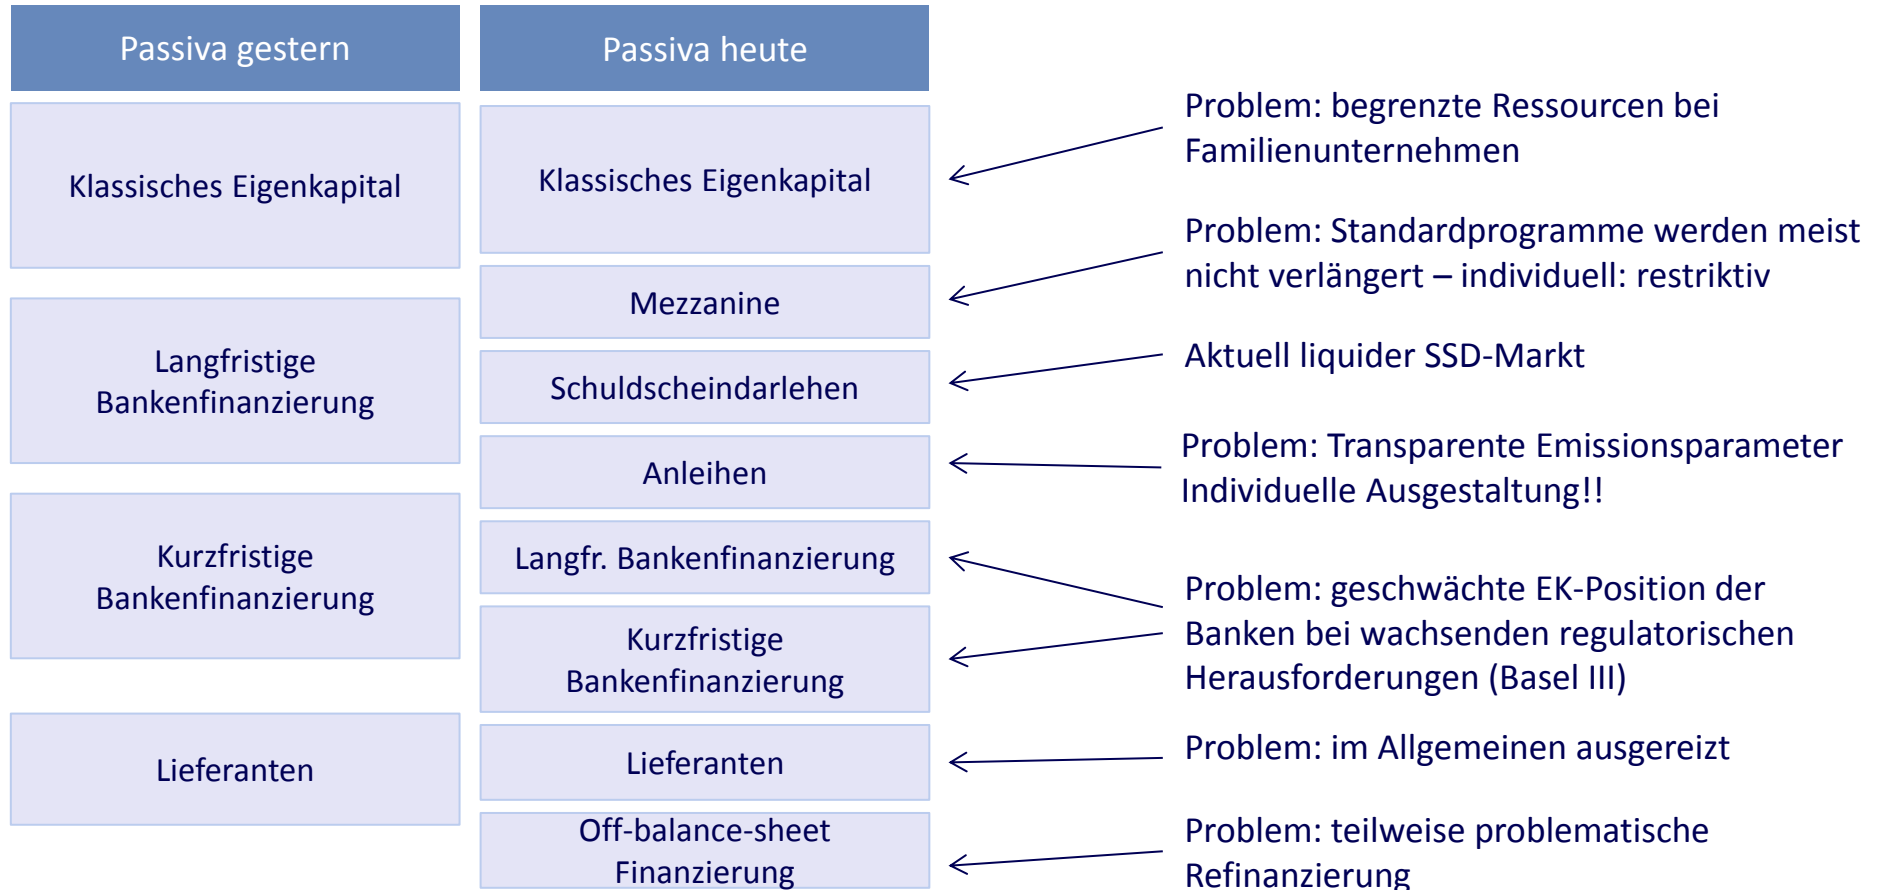 Passiva gestern
Klassisches Eigenkapital
Langfristige
Bankenfinanzierung
Kurzfristige
Bankenfinanzierung
Lieferanten
Passiva heute
Klassisches Eigenkapital
Mezzanine
Schuldscheindarlehen
Anleihen
Langfr. Bankenfinanzierung
Kurzfristige
Bankenfinanzierung
Lieferanten
Off-balance-sheet
Finanzierung
Problem: begrenzte Ressourcen bei
Familienunternehmen
Problem: Standardprogramme werden meist
nicht verlängert – individuell: restriktiv
Aktuell liquider SSD-Markt
Problem: Transparente Emissionsparameter
Individuelle Ausgestaltung!!
Problem: geschwächte EK-Position der
Banken bei wachsenden regulatorischen
Herausforderungen (Basel III)
Problem: im Allgemeinen ausgereizt
Problem: teilweise problematische
Refinanzierung